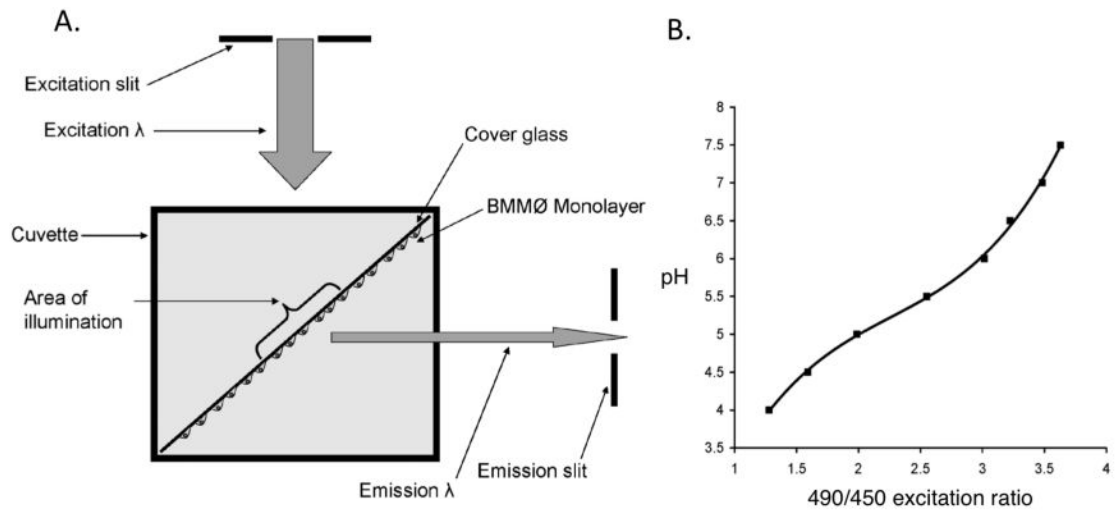 A.
Excitation slit
Excitation λ
Cover glass
BMMØ Monolayer
Cuvette
Area of
illumination
Emission λ
Emission slit
B.
pH
8
7.5
7
6.5
6
5.5
5
4.5
4
3.5
1 1.5 2 2.5 3 3.5 4
490/450 excitation ratio